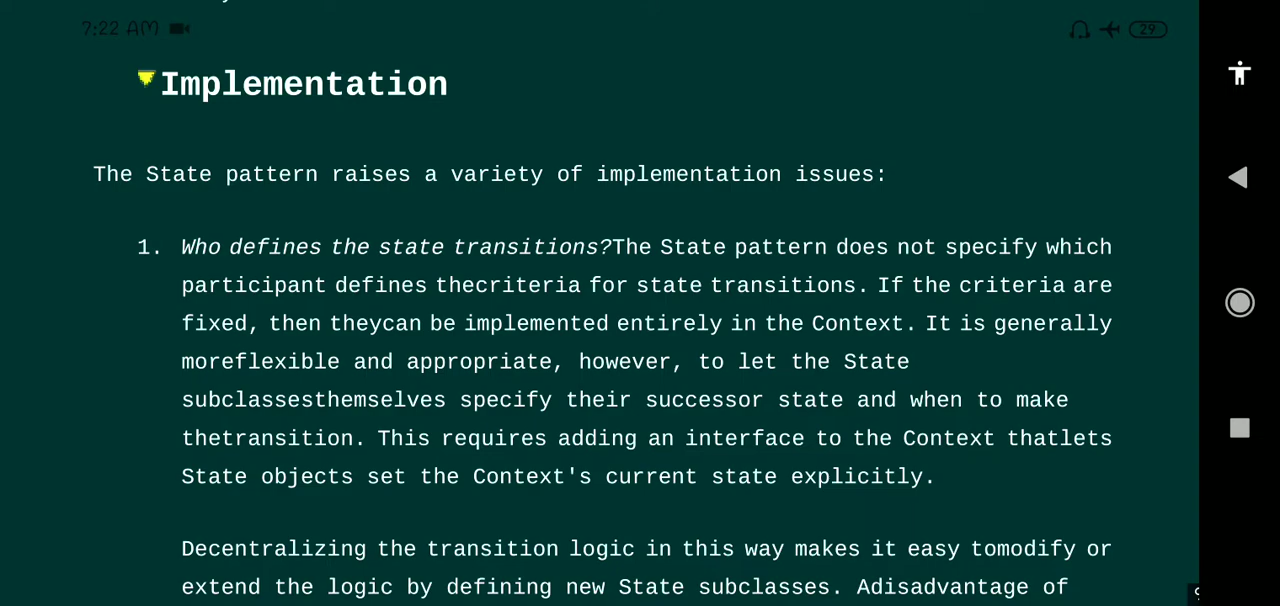 7:22 AM
29
Implementation
The State pattern raises a variety of implementation issues:
1. Who defines the state transitions?The State pattern does not specify which
participant defines thecriteria for state transitions. If the criteria are
fixed, then theycan be implemented entirely in the Context. It is generally
moreflexible and appropriate, however, to let the State
subclassesthemselves specify their successor state and when to make
thetransition. This requires adding an interface to the Context thatlets
State objects set the Context's current state explicitly.
Decentralizing the transition logic in this way makes it easy tomodify or
extend the logic by defining new State subclasses. Adisadvantage of